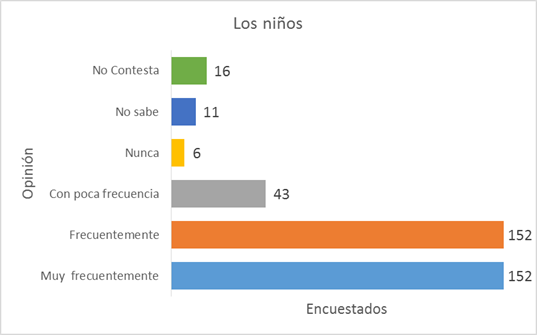 Los niños
No Contesta 16
No sabe 11
Nunca 6
Con poca frecuencia 43
Frecuentemente 152
Muy frecuentemente 152
Opinión
Encuestados